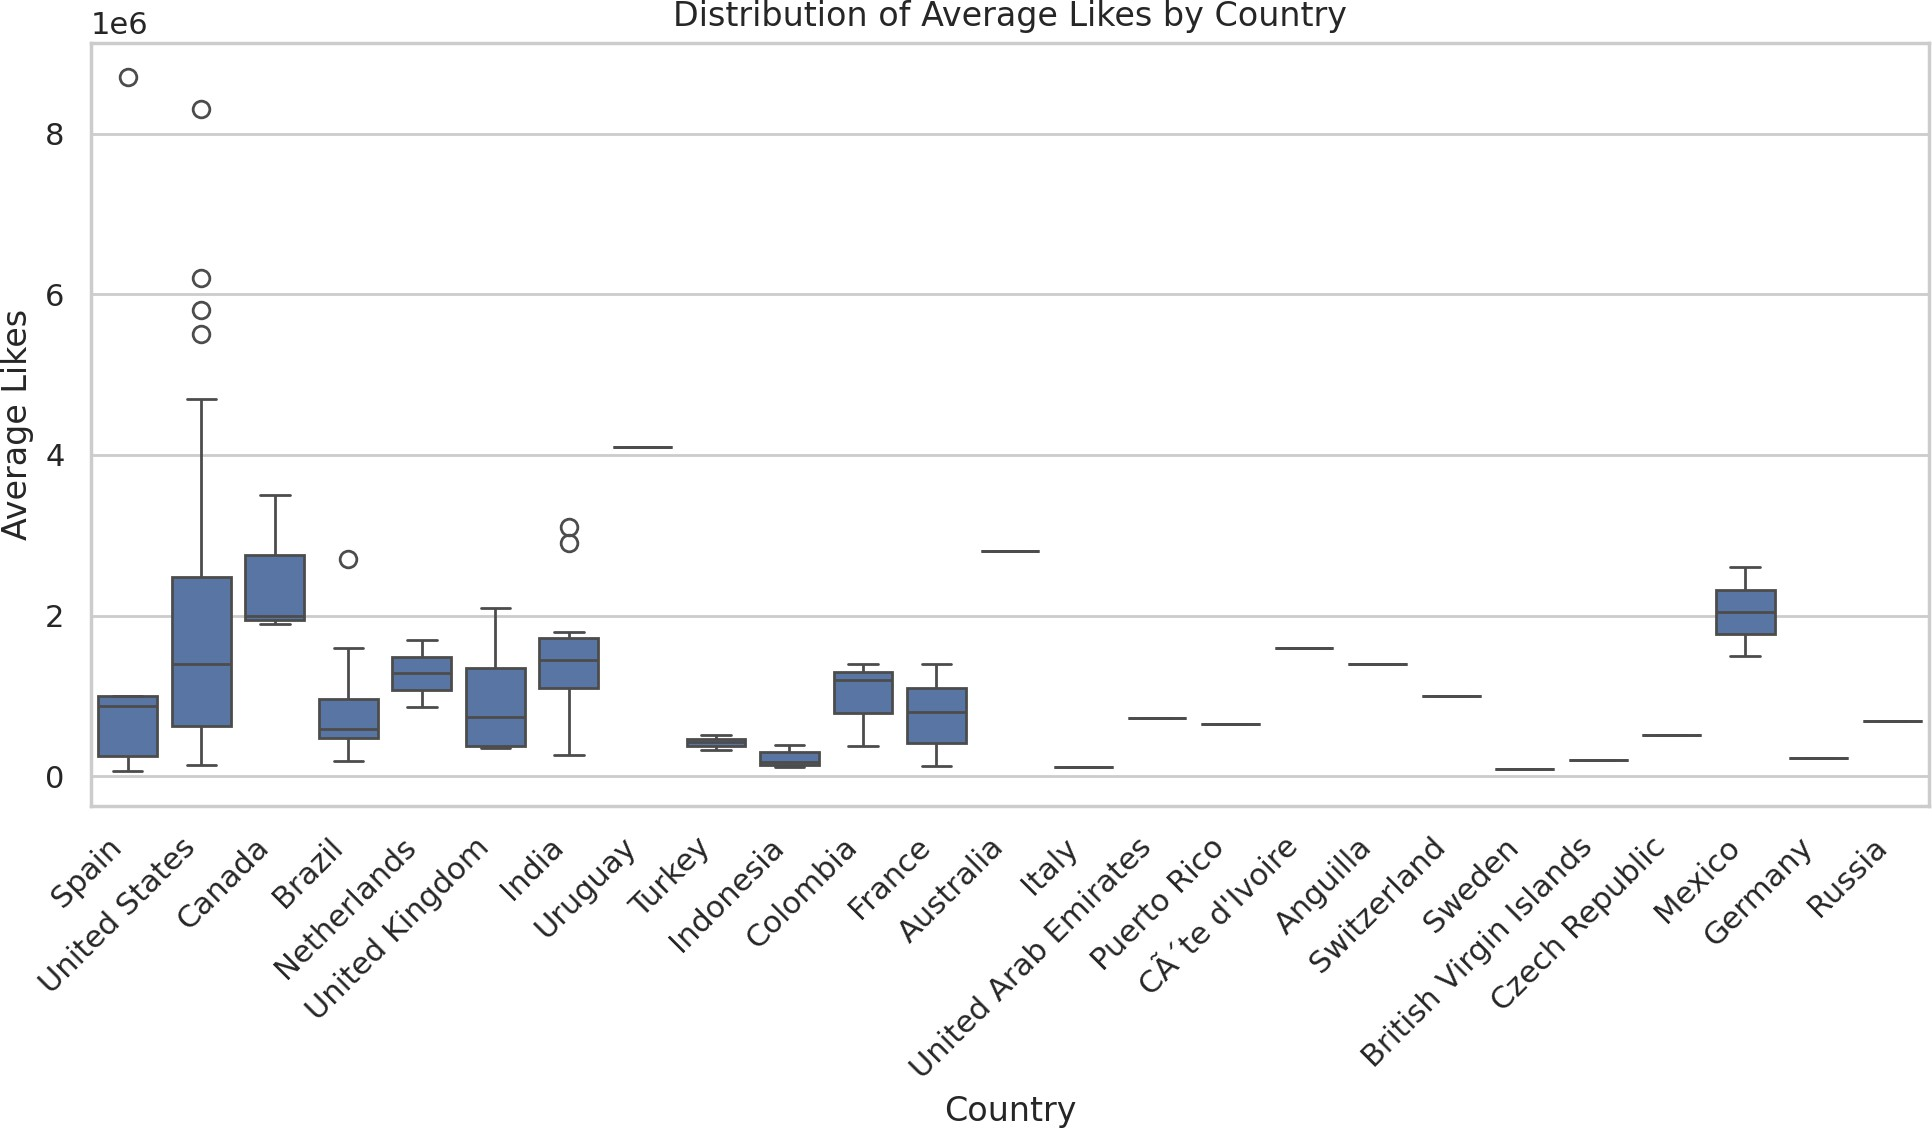 Distribution of Average Likes by Country
1e6
8
6
4
2
0
Average Likes
Spain
United States
Canada
Brazil
Netherlands
United Kingdom
India
Uruguay
Turkey
Indonesia
Colombia
France
Australia
Italy
United Arab Emirates
Puerto Rico
CÃ´te d'Ivoire
Anguilla
Switzerland
Sweden
British Virgin Islands
Czech Republic
Mexico
Germany
Russia
Country